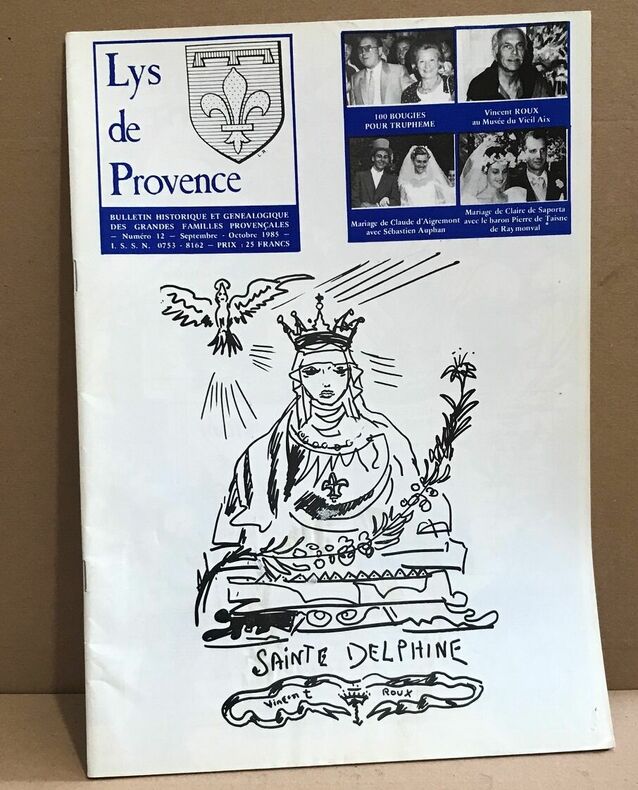 Lys
de
Provence
BULLETIN HISTORIQUE ET GENEALOGIQUE
DES GRANDES FAMILLES PROVENÇALES
— Numéro 12 — Septembre - Octobre 1985 —
I. S. S. N. 0753 - 8162 — PRIX : 25 FRANCS
100 BOUGIES
POUR TRUPHEME
Vincent ROUX
au Musée du Vieil Aix
Mariage de Claude d'Aigremont
avec Sébastien Auphan
Mariage de Claire de Saporta
avec le baron Pierre de Taisne
de Raymonval
SAINTE DELPHINE
Vincent ROUX